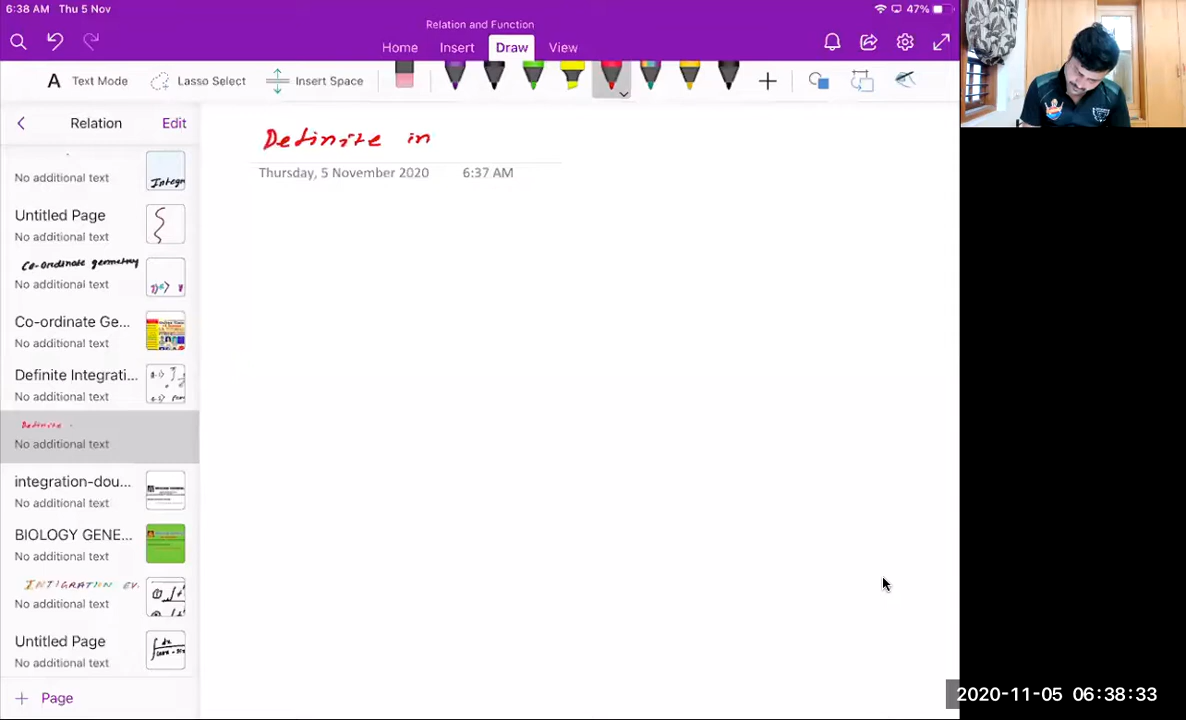 6:38 AM Thu 5 Nov
47%
Relation and Function
Home Insert Draw View
A Text Mode Lasso Select Insert Space
Relation Edit
Definite in
Thursday, 5 November 2020 6:37 AM
No additional text
Integr
Untitled Page
No additional text
Co-ordinate geometry
No additional text
Co-ordinate Ge...
No additional text
Definite Integrati...
No additional text
Definite
No additional text
integration-dou...
No additional text
BIOLOGY GENE...
No additional text
INTIGRATION EV.
No additional text
Untitled Page
No additional text
+ Page
2020-11-05 06:38:33